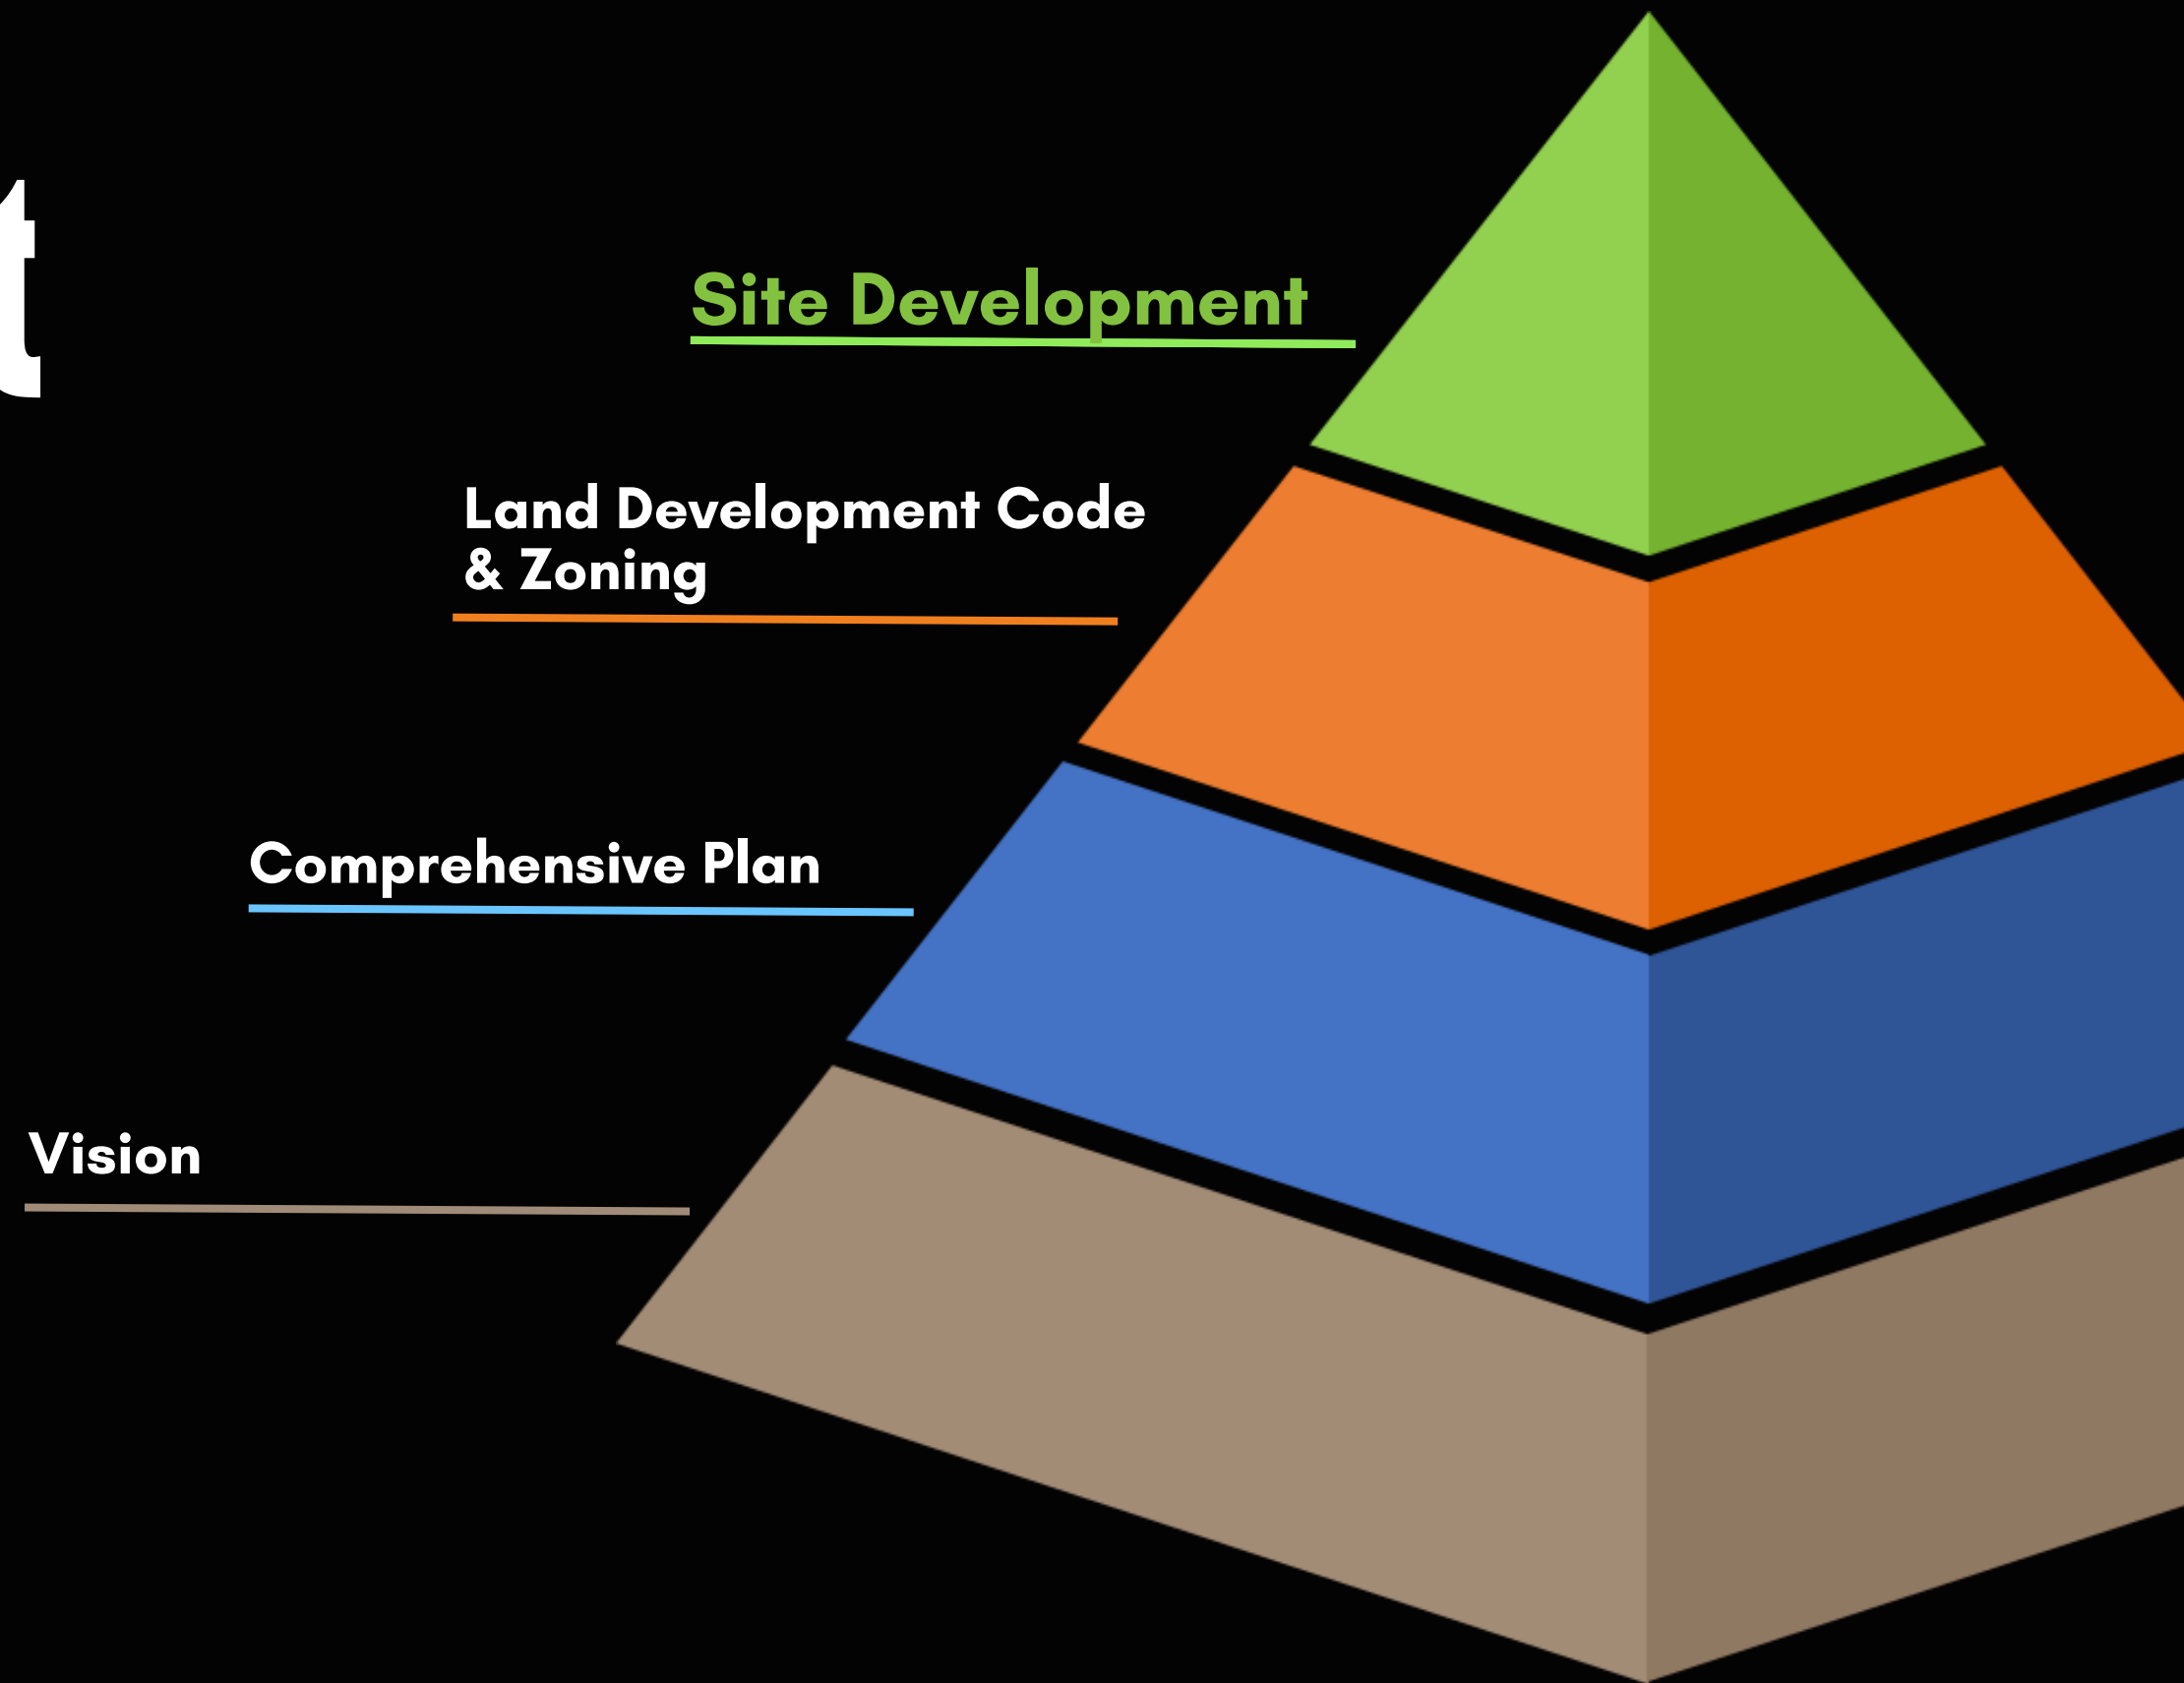 t
Site Development
Land Development Code
& Zoning
Comprehensive Plan
Vision